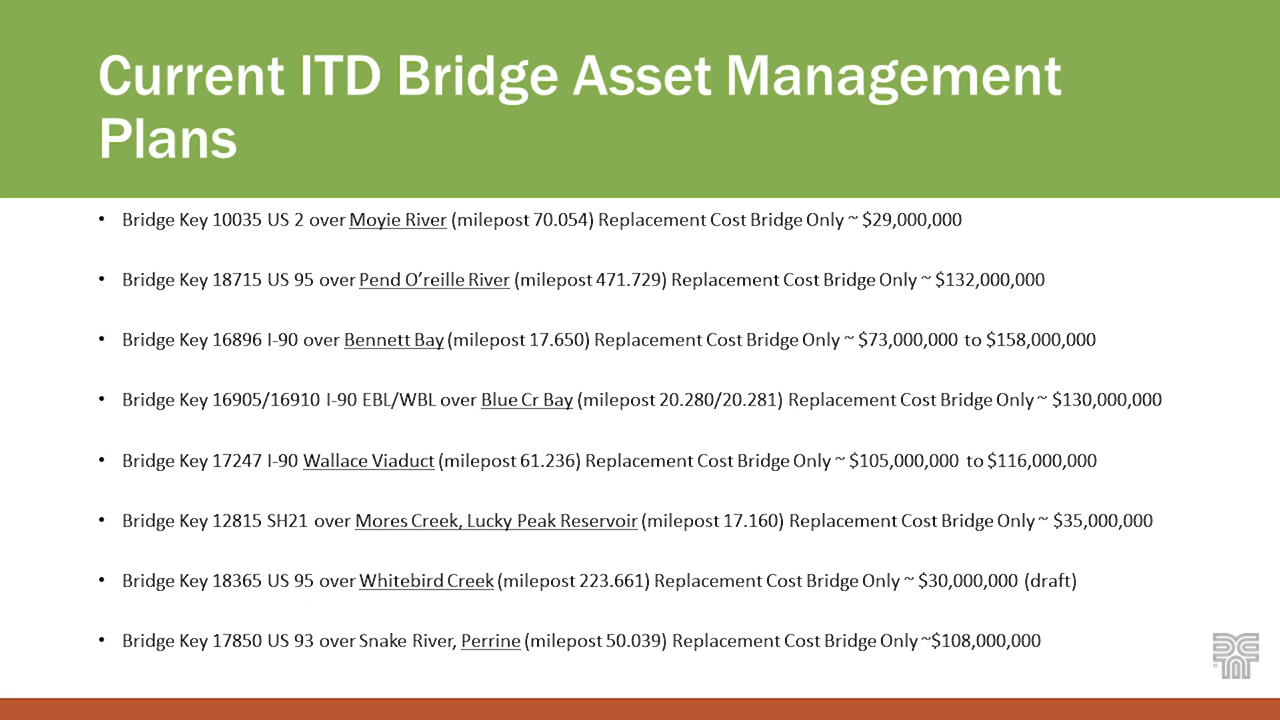 Current ITD Bridge Asset Management
Plans
• Bridge Key 10035 US 2 over Moyie River (milepost 70.054) Replacement Cost Bridge Only ~ $29,000,000
• Bridge Key 18715 US 95 over Pend O’reille River (milepost 471.729) Replacement Cost Bridge Only ~ $132,000,000
• Bridge Key 16896 I-90 over Bennett Bay (milepost 17.650) Replacement Cost Bridge Only ~ $73,000,000 to $158,000,000
• Bridge Key 16905/16910 I-90 EBL/WBL over Blue Cr Bay (milepost 20.280/20.281) Replacement Cost Bridge Only ~ $130,000,000
• Bridge Key 17247 I-90 Wallace Viaduct (milepost 61.236) Replacement Cost Bridge Only ~ $105,000,000 to $116,000,000
• Bridge Key 12815 SH21 over Mores Creek, Lucky Peak Reservoir (milepost 17.160) Replacement Cost Bridge Only ~ $35,000,000
• Bridge Key 18365 US 95 over Whitebird Creek (milepost 223.661) Replacement Cost Bridge Only ~ $30,000,000 (draft)
• Bridge Key 17850 US 93 over Snake River, Perrine (milepost 50.039) Replacement Cost Bridge Only ~$108,000,000